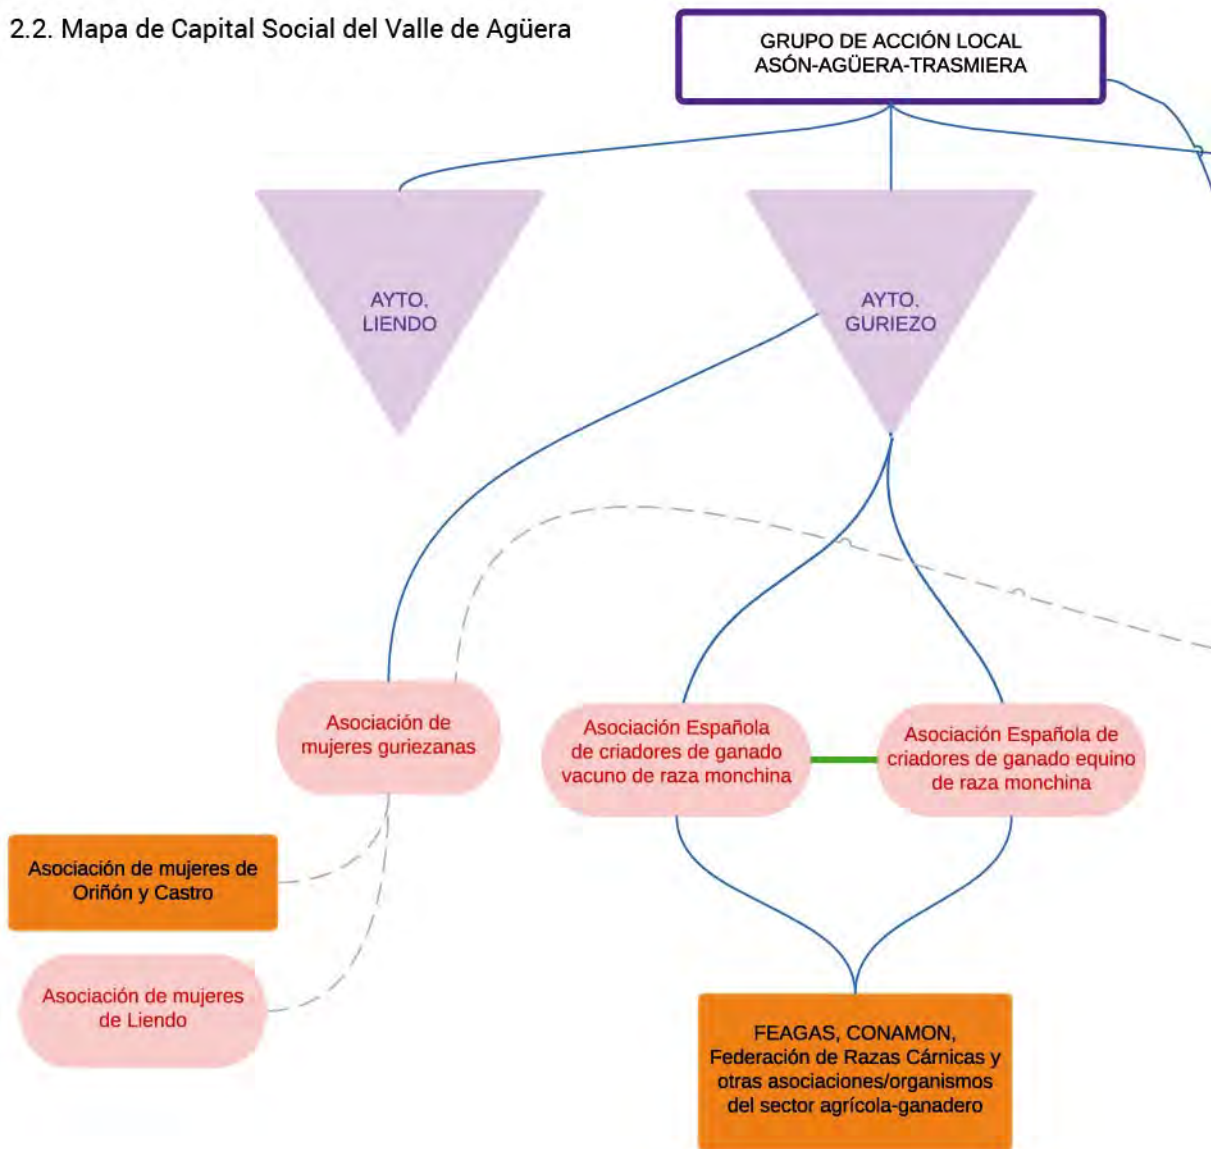 2.2. Mapa de Capital Social del Valle de Agüera
GRUPO DE ACCIÓN LOCAL
ASÓN-AGÜERA-TRASMIERA
AYTO.
LIENDO
AYTO.
GURIEZO
Asociación de
mujeres guriezanas
Asociación Española
de criadores de ganado
vacuno de raza monchina
Asociación Española de
criadores de ganado equino
de raza monchina
Asociación de mujeres de
Oriñón y Castro
Asociación de mujeres
de Liendo
FEAGAS, CONAMON,
Federación de Razas Cárnicas y
otras asociaciones/organismos
del sector agrícola-ganadero